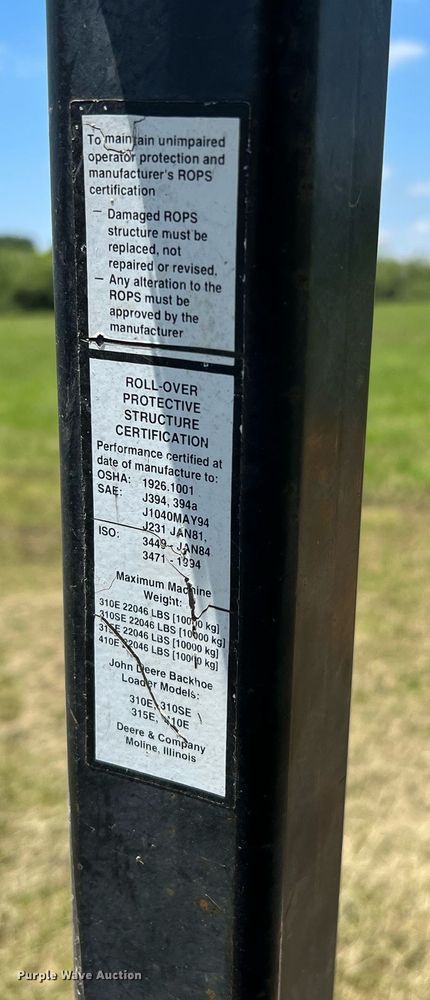 To maintain unimpaired
operator protection and
manufacturer's ROPS
certification
— Damaged ROPS
structure must be
replaced, not
repaired or revised.
— Any alteration to the
ROPS must be
approved by the
manufacturer
ROLL-OVER
PROTECTIVE
STRUCTURE
CERTIFICATION
Performance certified at
date of manufacture to:
OSHA: 1926.1001
SAE: J394, 394a
J1040MAY94
J231 JAN81,
ISO: 3449 - JAN84
3471 - 1994
Maximum Machine
Weight:
310E 22046 LBS [10000 kg]
310SE 22046 LBS [10000 kg]
315E 22046 LBS [10000 kg]
410E 22046 LBS [10000 kg]
John Deere Backhoe
Loader Models:
310E, 310SE
315E, 410E
Deere & Company
Moline, Illinois
Purple Wave Auction